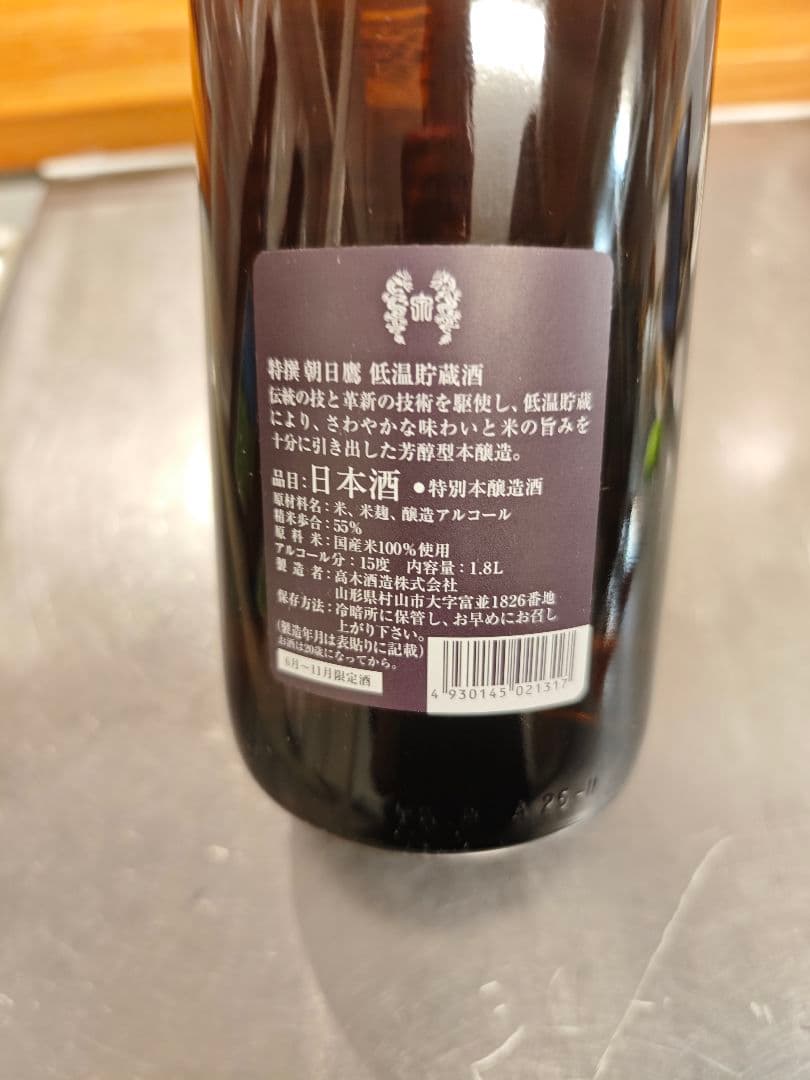 特撰 朝日鷹 低温貯蔵酒
伝統の技と革新の技術を駆使し、低温貯蔵
により、さわやかな味わいと米の旨みを
十分に引き出した芳醇型本醸造。
品目：日本酒 ●特別本醸造酒
原材料名：米、米麹、醸造アルコール
精米歩合：55%
原料米：国産米100%使用
アルコール分：15度 内容量：1.8L
製造者：高木酒造株式会社
山形県村山市大字富並1826番地
保存方法：冷暗所に保管し、お早めにお召し
上がり下さい。
(製造年月は表貼りに記載)
お酒は20歳になってから。
6月〜11月限定酒
4 930145 021317
A 26-11